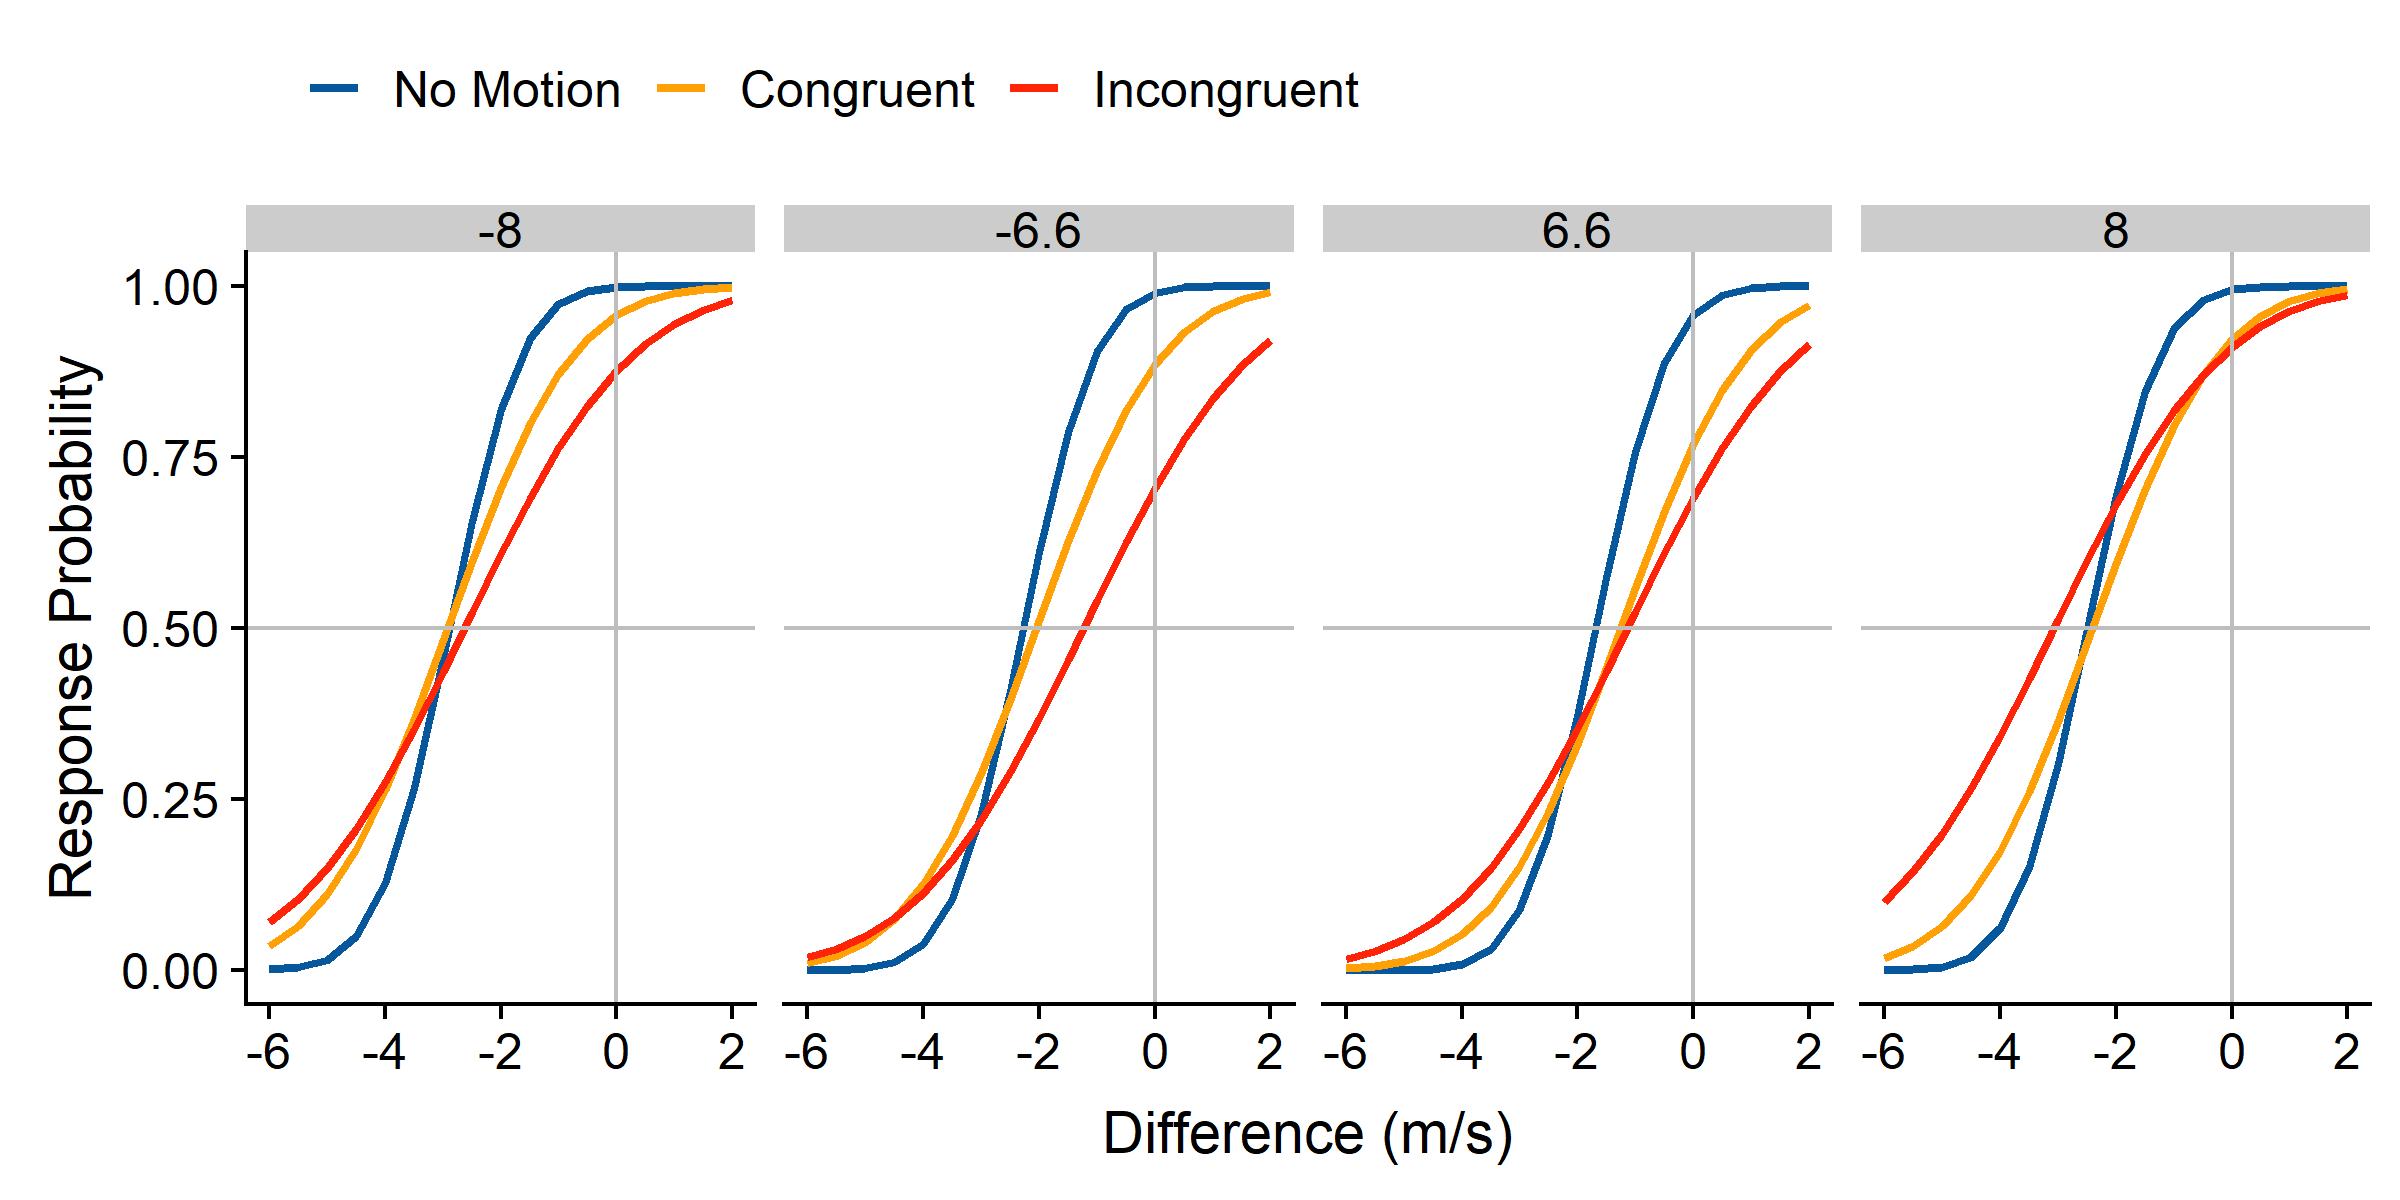 No Motion Congruent Incongruent
-8 -6.6 6.6 8
Response Probability
1.00
0.75
0.50
0.25
0.00
-6 -4 -2 0 2 -6 -4 -2 0 2 -6 -4 -2 0 2 -6 -4 -2 0 2
Difference (m/s)